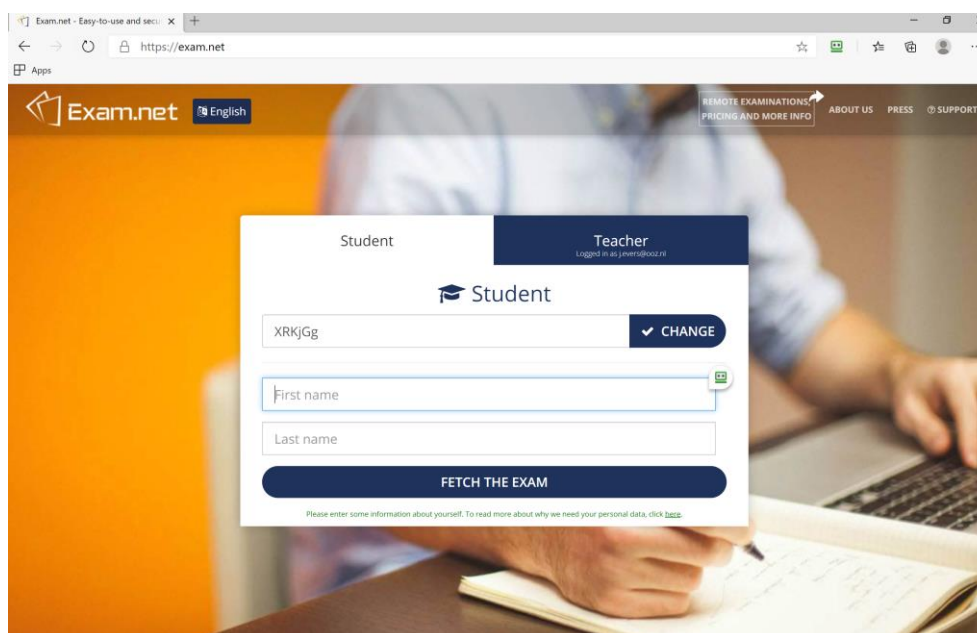 Exam.net - Easy-to-use and secu
https://exam.net
Apps
Exam.net
English
REMOTE EXAMINATIONS,
PRICING AND MORE INFO
ABOUT US PRESS SUPPORT
Student
Teacher
Logged in as j.evers@ooz.nl
Student
XRKjGg
CHANGE
First name
Last name
FETCH THE EXAM
Please enter some information about yourself. To read more about why we need your personal data, click here.